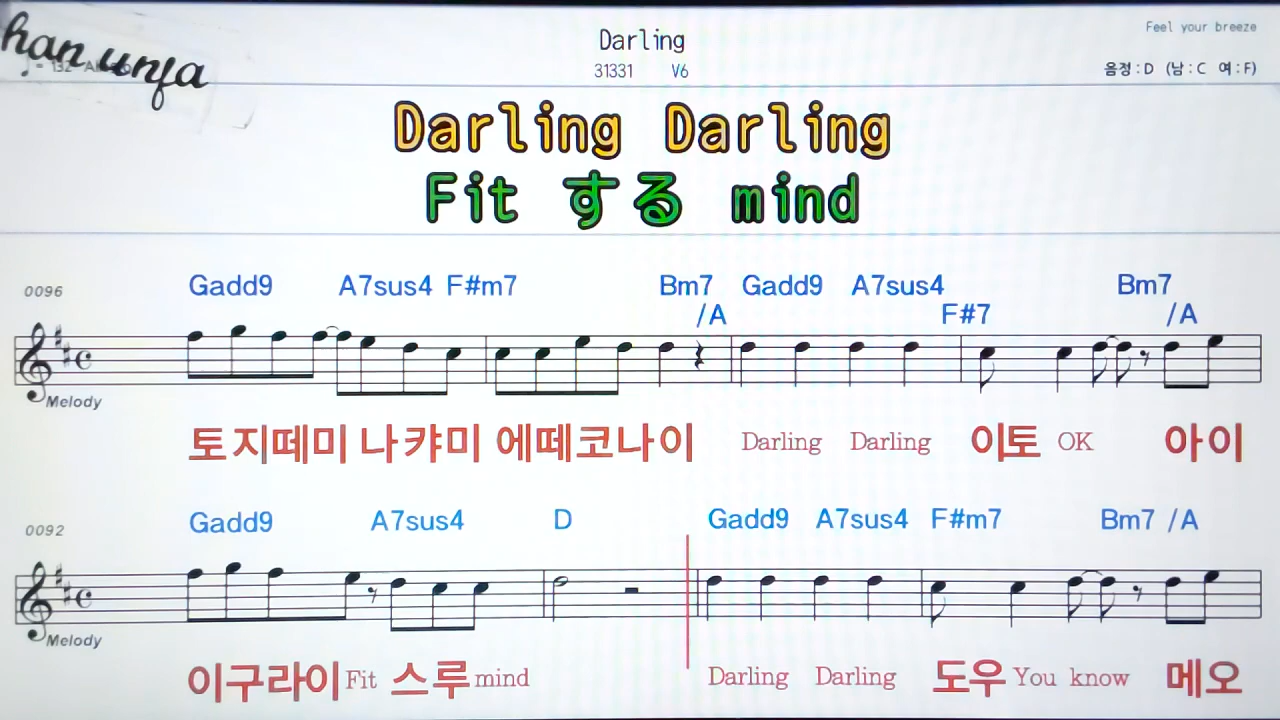 han unja
Darling
31331 V6
Feel your breeze
음정:D (남:C 여:F)
Darling Darling
Fit する mind
0096
Gadd9 A7sus4 F#m7 Bm7 /A Gadd9 A7sus4 F#7 Bm7 /A
Melody
토지떼미 나캬미 에떼코나이 Darling Darling 이토 OK 아이
0092
Gadd9 A7sus4 D Gadd9 A7sus4 F#m7 Bm7 /A
Melody
이구라이 Fit 스루 mind Darling Darling 도우 You know 메오